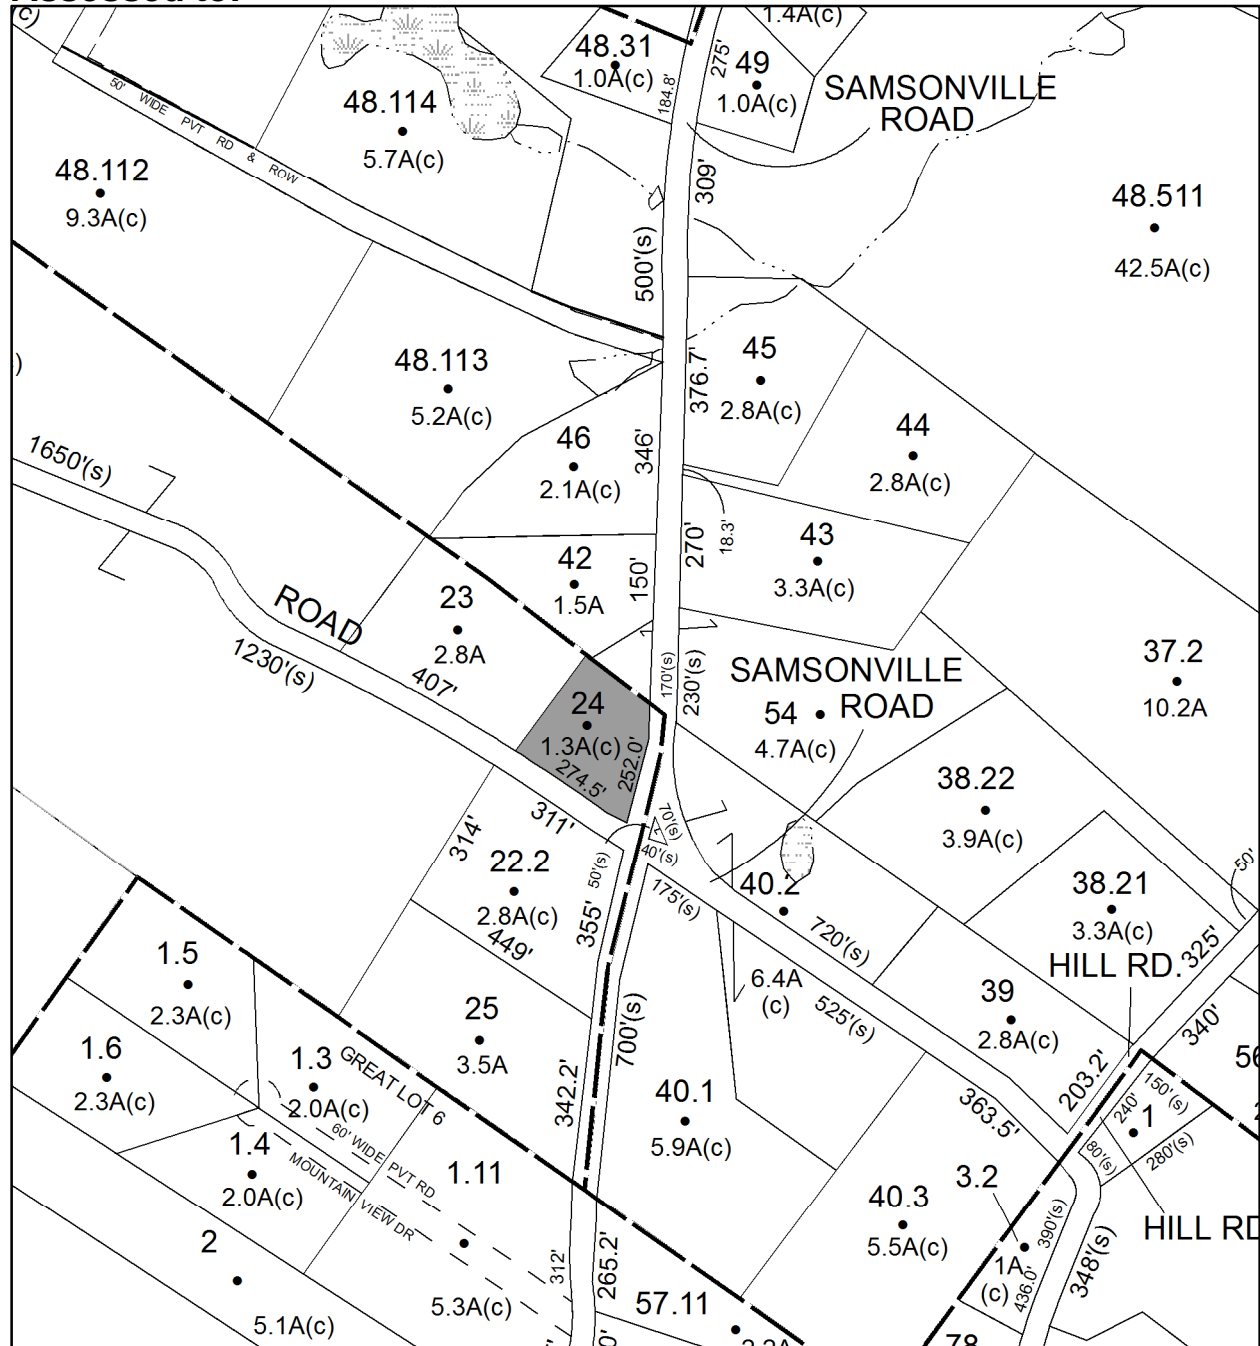 1.4A(c)
48.31
1.0A(c)
184.8'
275'
49
1.0A(c)
SAMSONVILLE
ROAD
50' WIDE PVT RD & ROW
48.114
5.7A(c)
48.112
9.3A(c)
309'
48.511
42.5A(c)
500'(s)
48.113
5.2A(c)
45
2.8A(c)
376.7'
44
2.8A(c)
46
2.1A(c)
346'
1650'(s)
18.3'
270'
43
3.3A(c)
42
1.5A
150'
ROAD
23
2.8A
1230'(s)
407'
170'(s)
230'(s)
SAMSONVILLE
ROAD
54
4.7A(c)
37.2
10.2A
24
1.3A(c)
274.5'
252.0'
38.22
3.9A(c)
314'
311'
70'(s)
40'(s)
50'(s)
22.2
2.8A(c)
449'
355'
175'(s)
40.2
720'(s)
50'
38.21
3.3A(c)
325'
HILL RD.
1.5
2.3A(c)
6.4A
(c)
525'(s)
39
2.8A(c)
340'
25
3.5A
700'(s)
1.6
2.3A(c)
1.3
2.0A(c)
GREAT LOT 6
342.2'
40.1
5.9A(c)
363.5'
203.2'
150'(s)
240'
1
80'(s)
280'(s)
60' WIDE PVT RD
MOUNTAIN VIEW DR
1.4
2.0A(c)
1.11
5.3A(c)
3.2
1A
(c)
390'(s)
436.0'
348'(s)
HILL RD
40.3
5.5A(c)
2
5.1A(c)
312'
265.2'
57.11
78